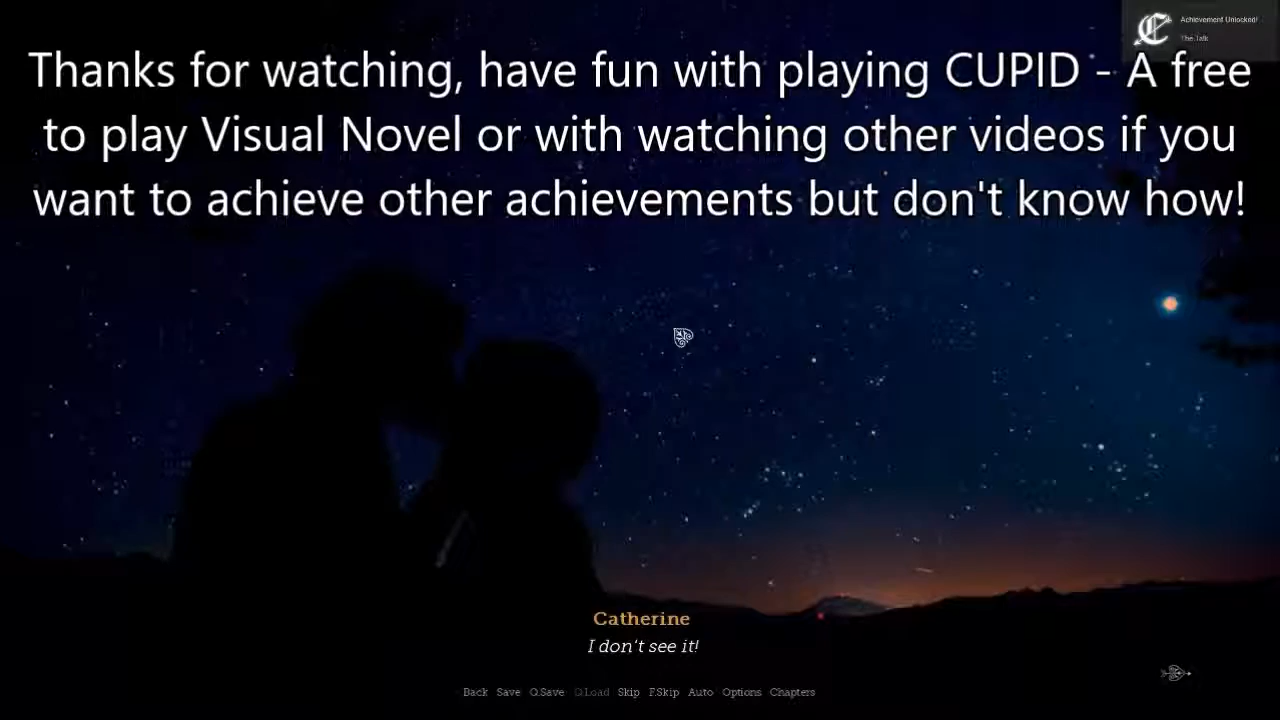 Achievement Unlocked!
The Talk
Thanks for watching, have fun with playing CUPID - A free
to play Visual Novel or with watching other videos if you
want to achieve other achievements but don't know how!
Catherine
I don't see it!
Back Save Q.Save Q.Load Skip F.Skip Auto Options Chapters